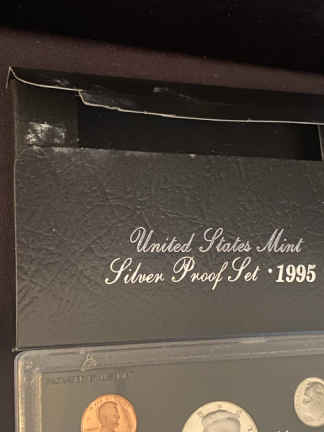 United States Mint
Silver Proof Set · 1995